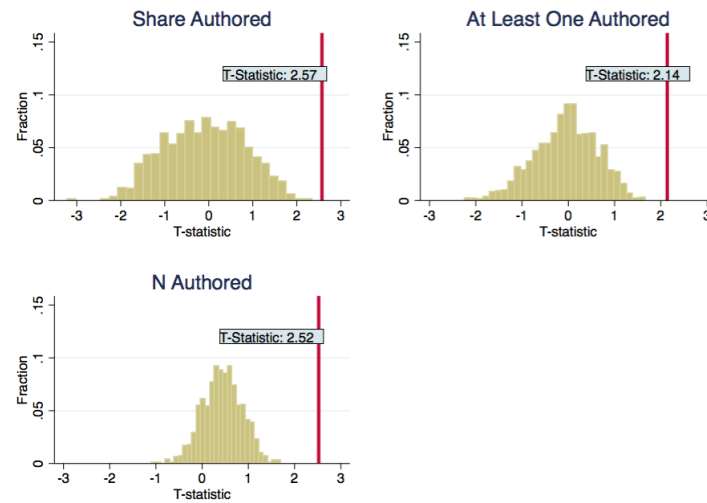 Share Authored
.15
.1
.05
0
Fraction
T-Statistic: 2.57
-3 -2 -1 0 1 2 3
T-statistic
At Least One Authored
.15
.1
.05
0
Fraction
T-Statistic: 2.14
-3 -2 -1 0 1 2 3
T-statistic
N Authored
.15
.1
.05
0
Fraction
T-Statistic: 2.52
-3 -2 -1 0 1 2 3
T-statistic